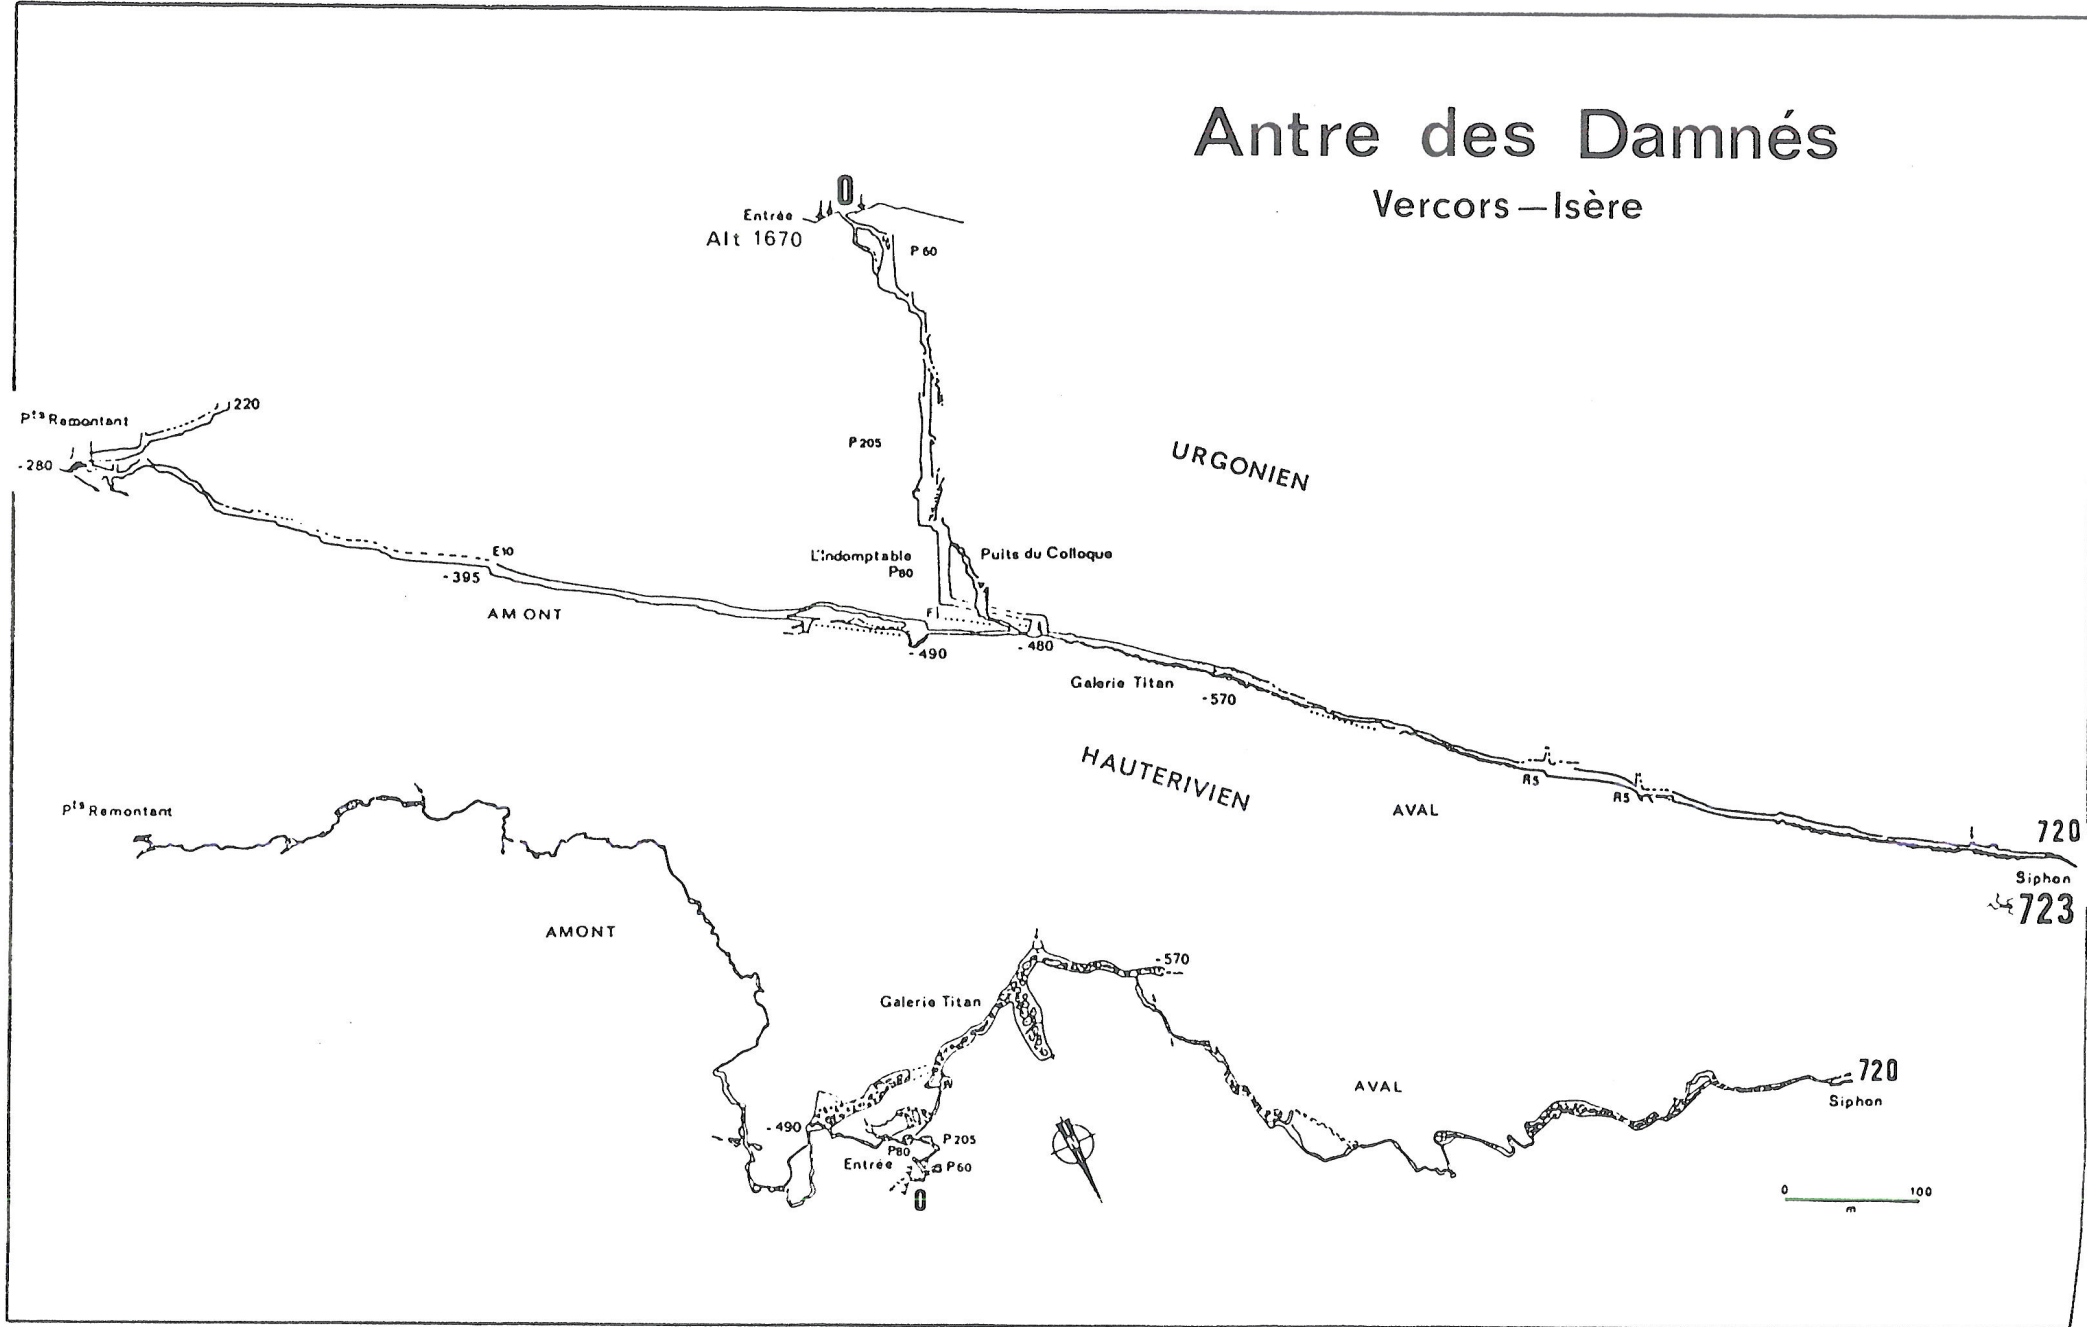 Antre des Damnés
Vercors — Isère
0
Entrée
Alt 1670
P 60
Pts Remontant
220
-280
P 205
URGONIEN
L'Indomptable
P80
Puits du Colloque
E10
-395
AMONT
F
-490
-480
Galerie Titan
-570
HAUTERIVIEN
R5
R5
AVAL
720
Siphon
723
Pts Remontant
AMONT
-570
Galerie Titan
-490
P 205
P80
Entrée
P60
0
AVAL
720
Siphon
0 100
m